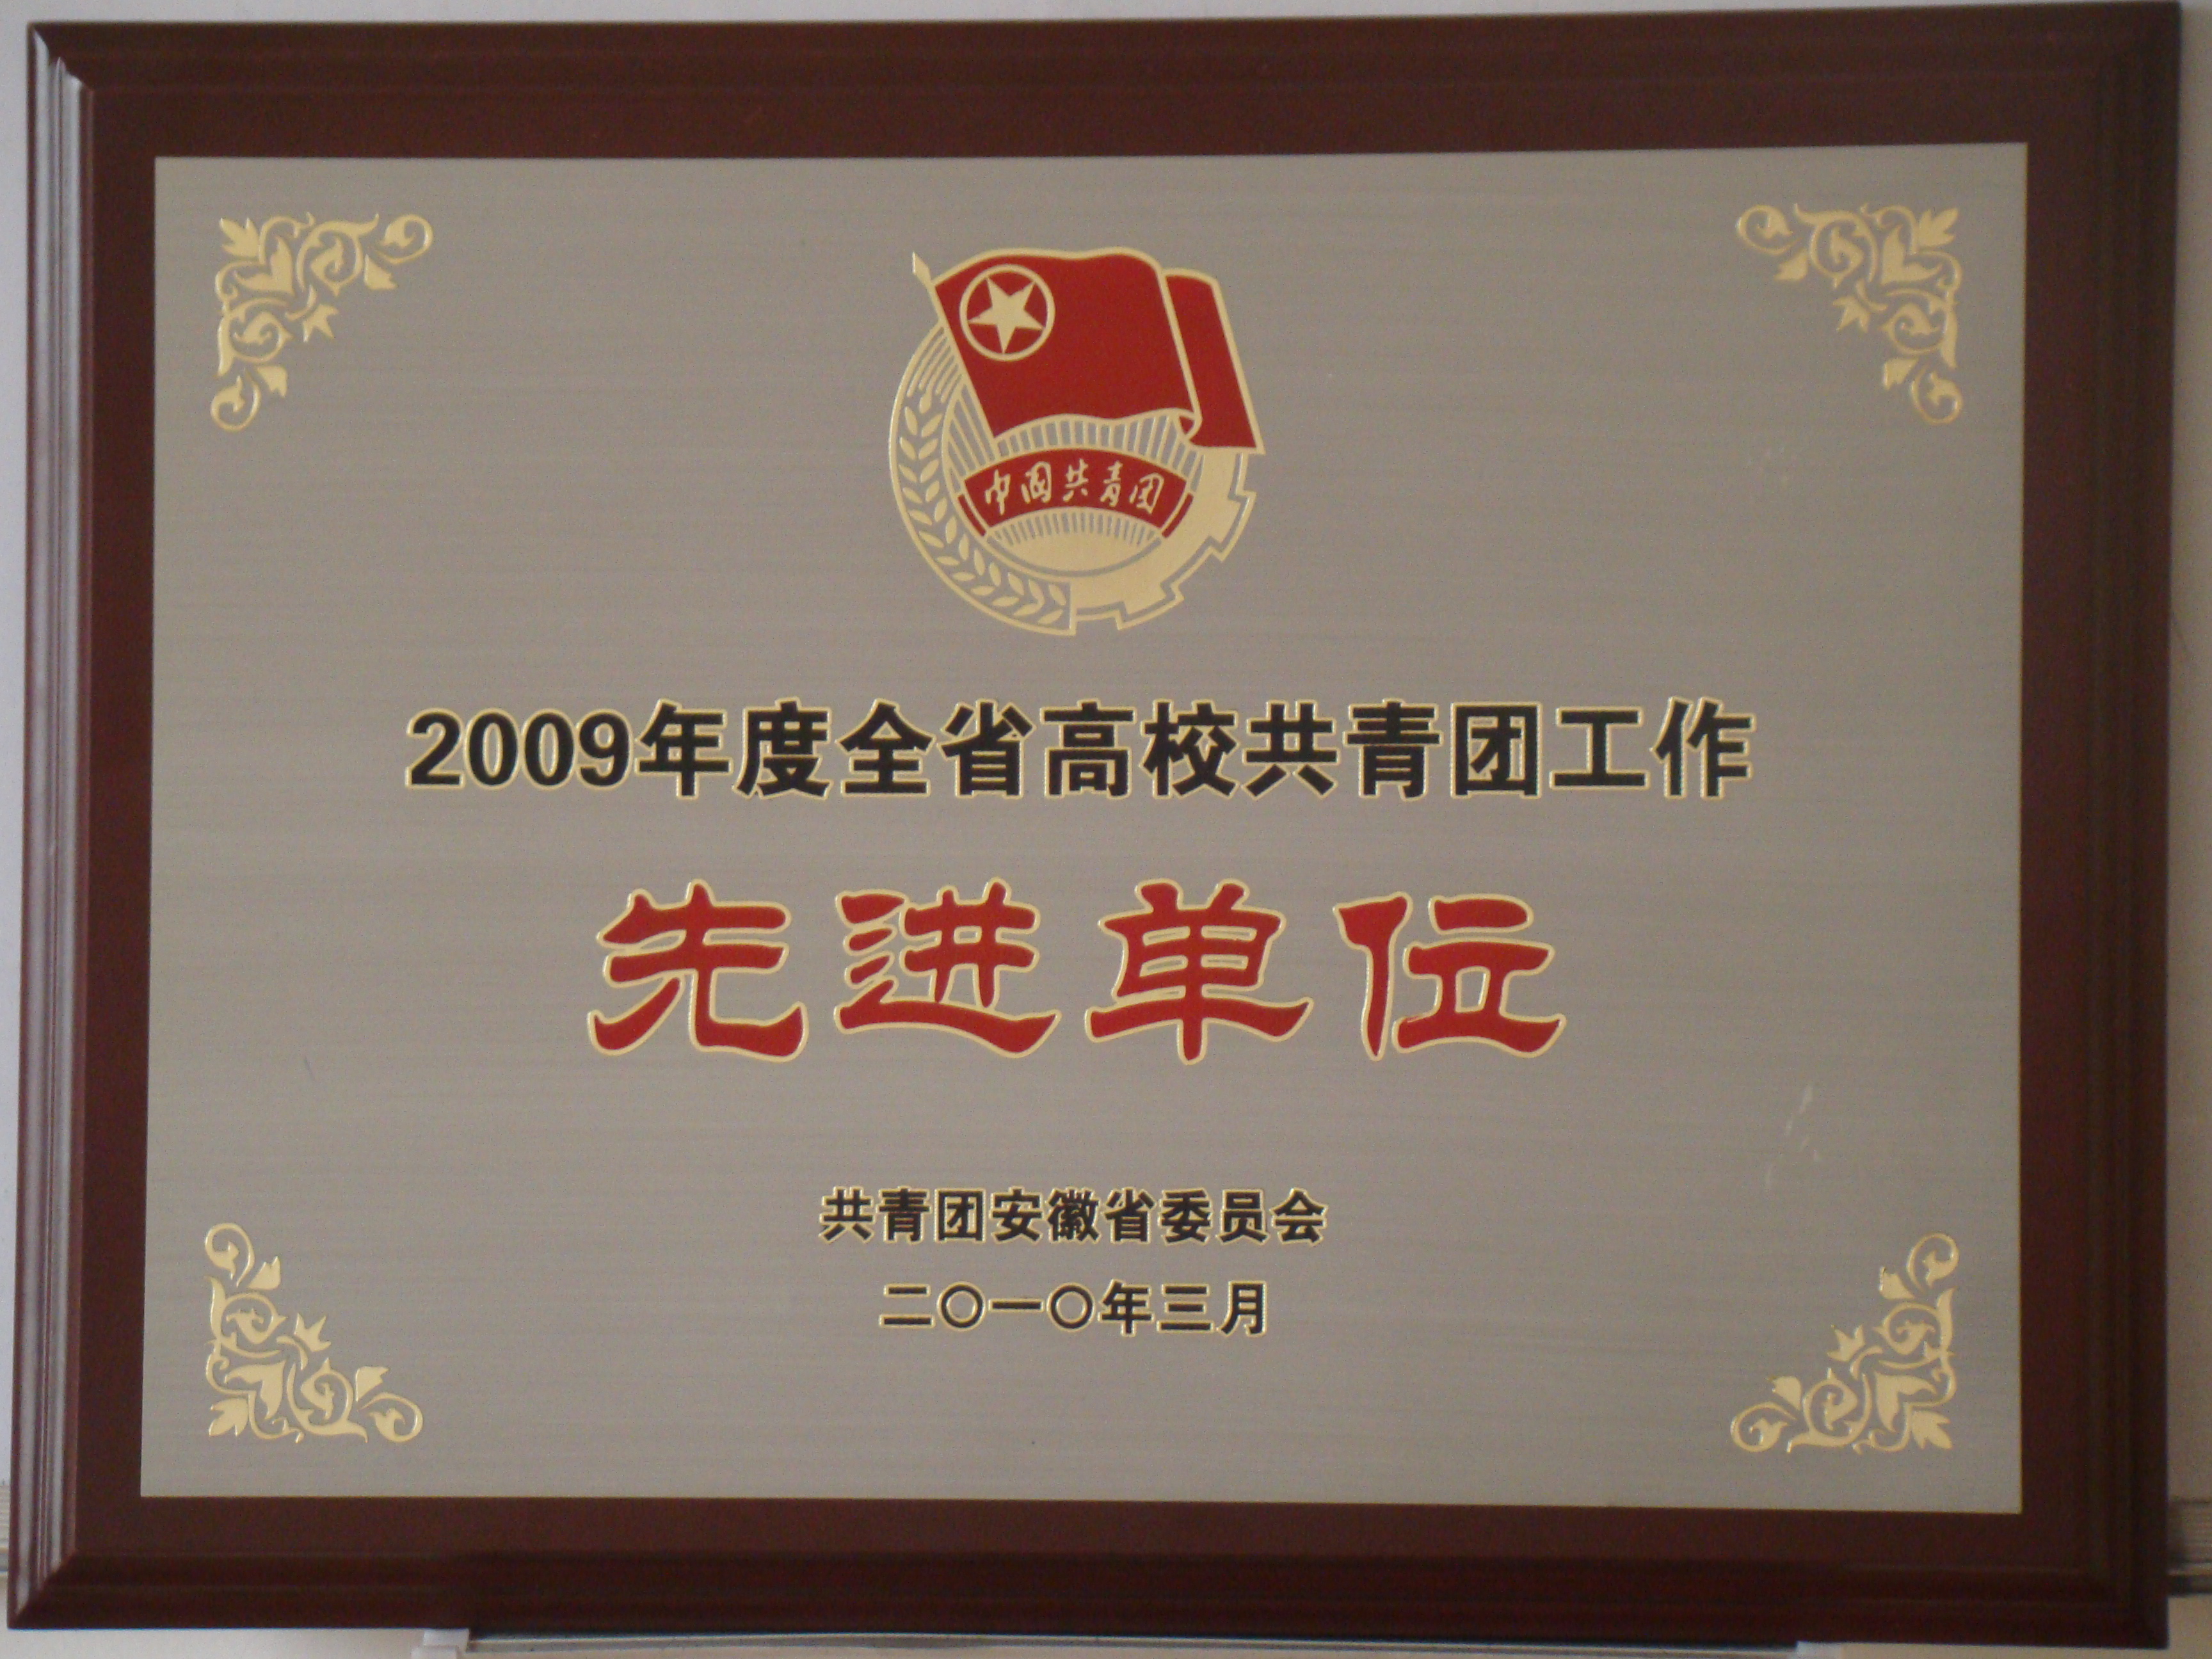 中国共青团
2009年度全省高校共青团工作
先进单位
共青团安徽省委员会
二〇一〇年三月